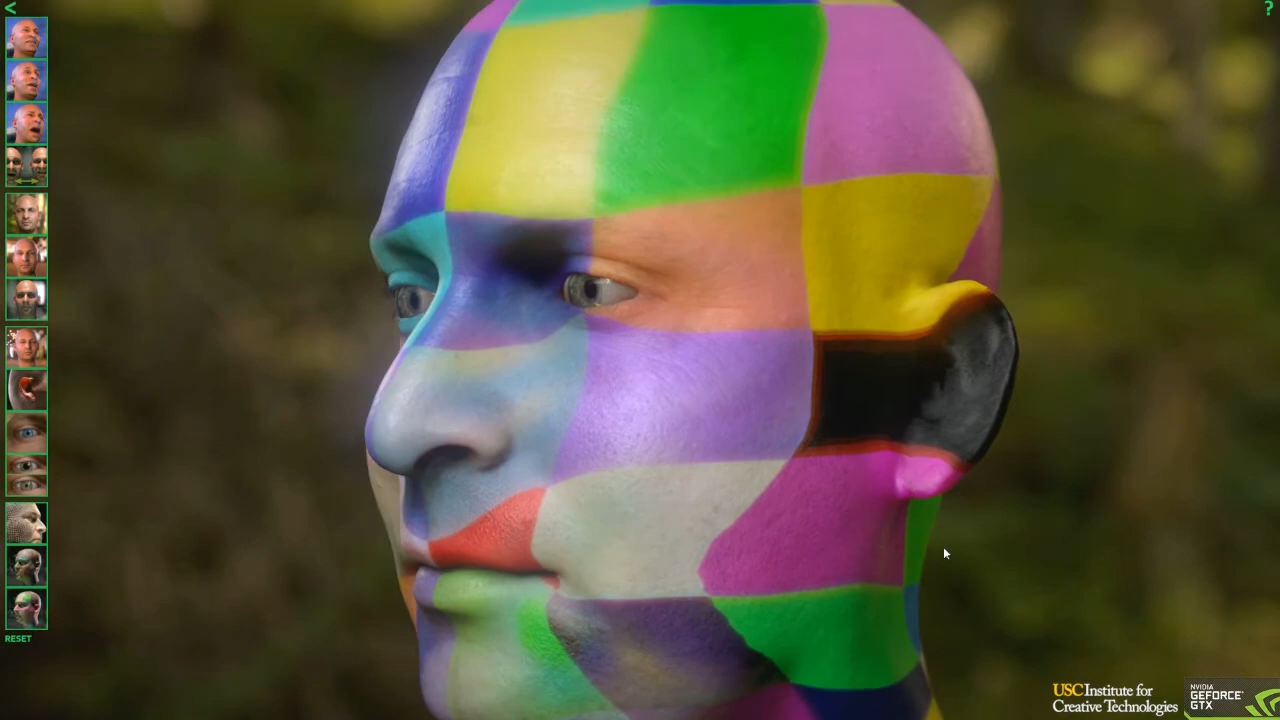 <
?
RESET
USC Institute for
Creative Technologies
NVIDIA
GEFORCE
GTX